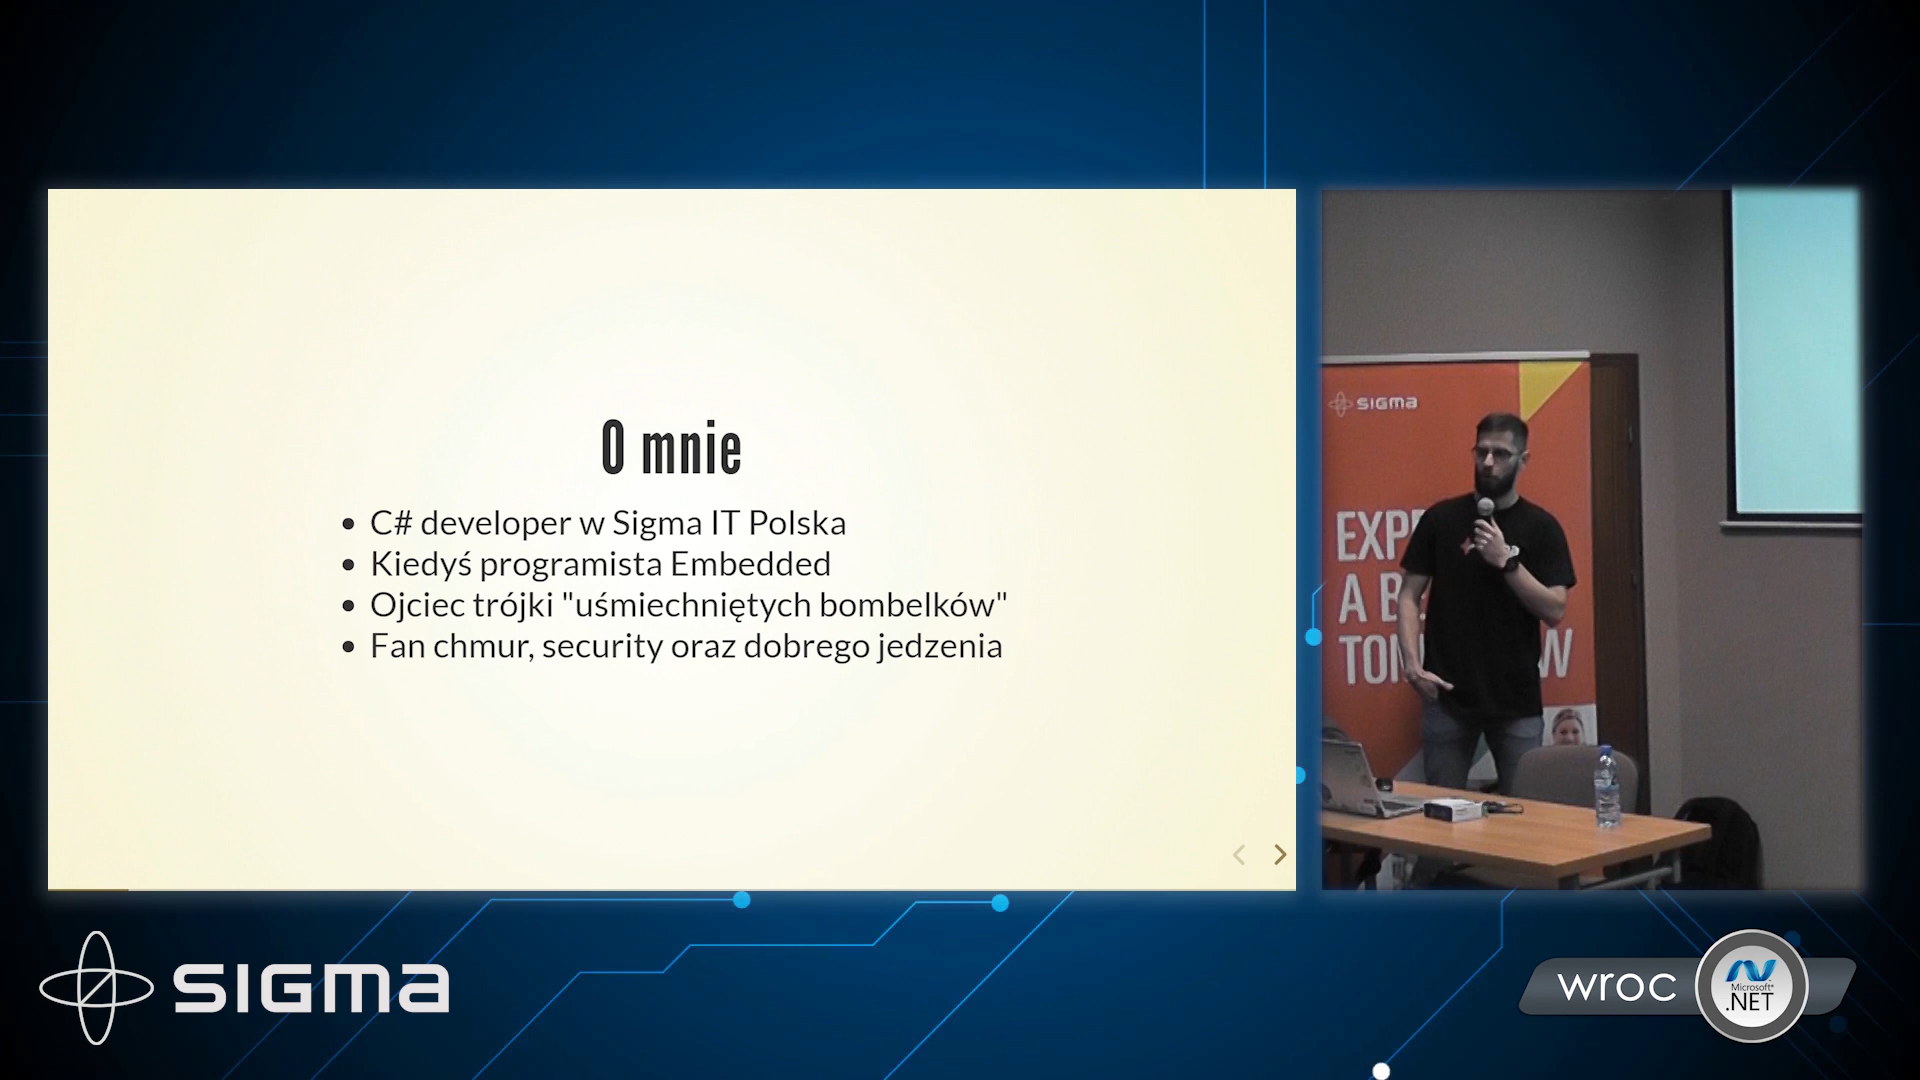 O mnie
C# developer w Sigma IT Polska
Kiedyś programista Embedded
Ojciec trójki "uśmiechniętych bombelków"
Fan chmur, security oraz dobrego jedzenia
SIGMA
EXP
A B
TOM W
SIGMA
wroc
Microsoft
.NET